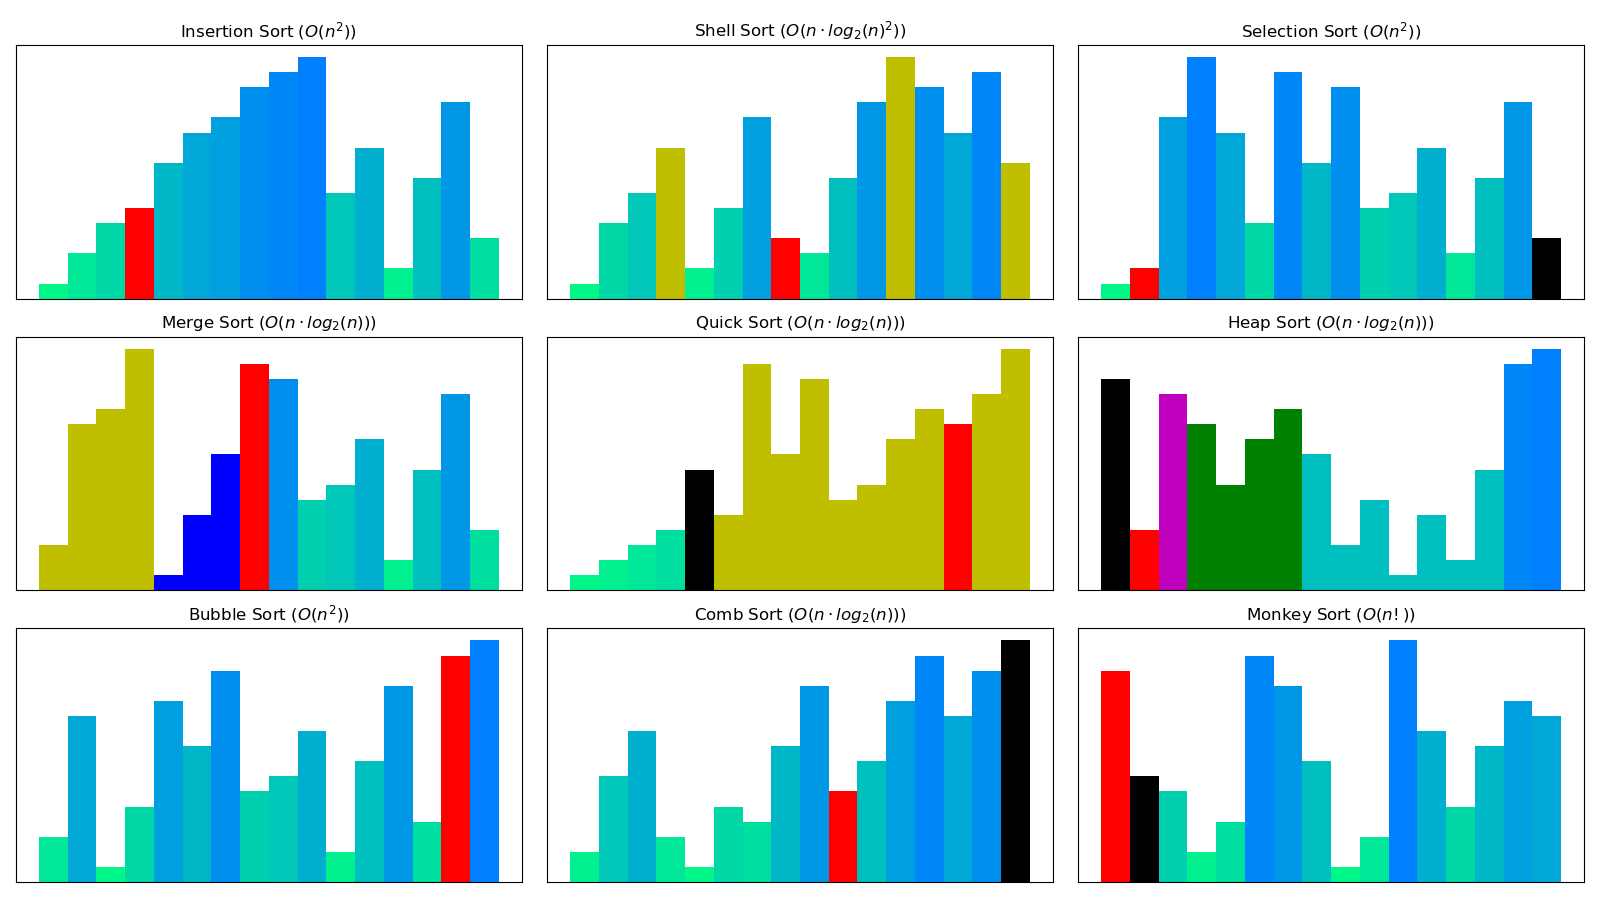 Insertion Sort (O(n²))
Shell Sort (O(n · log₂(n)²))
Selection Sort (O(n²))
Merge Sort (O(n · log₂(n)))
Quick Sort (O(n · log₂(n)))
Heap Sort (O(n · log₂(n)))
Bubble Sort (O(n²))
Comb Sort (O(n · log₂(n)))
Monkey Sort (O(n! ))